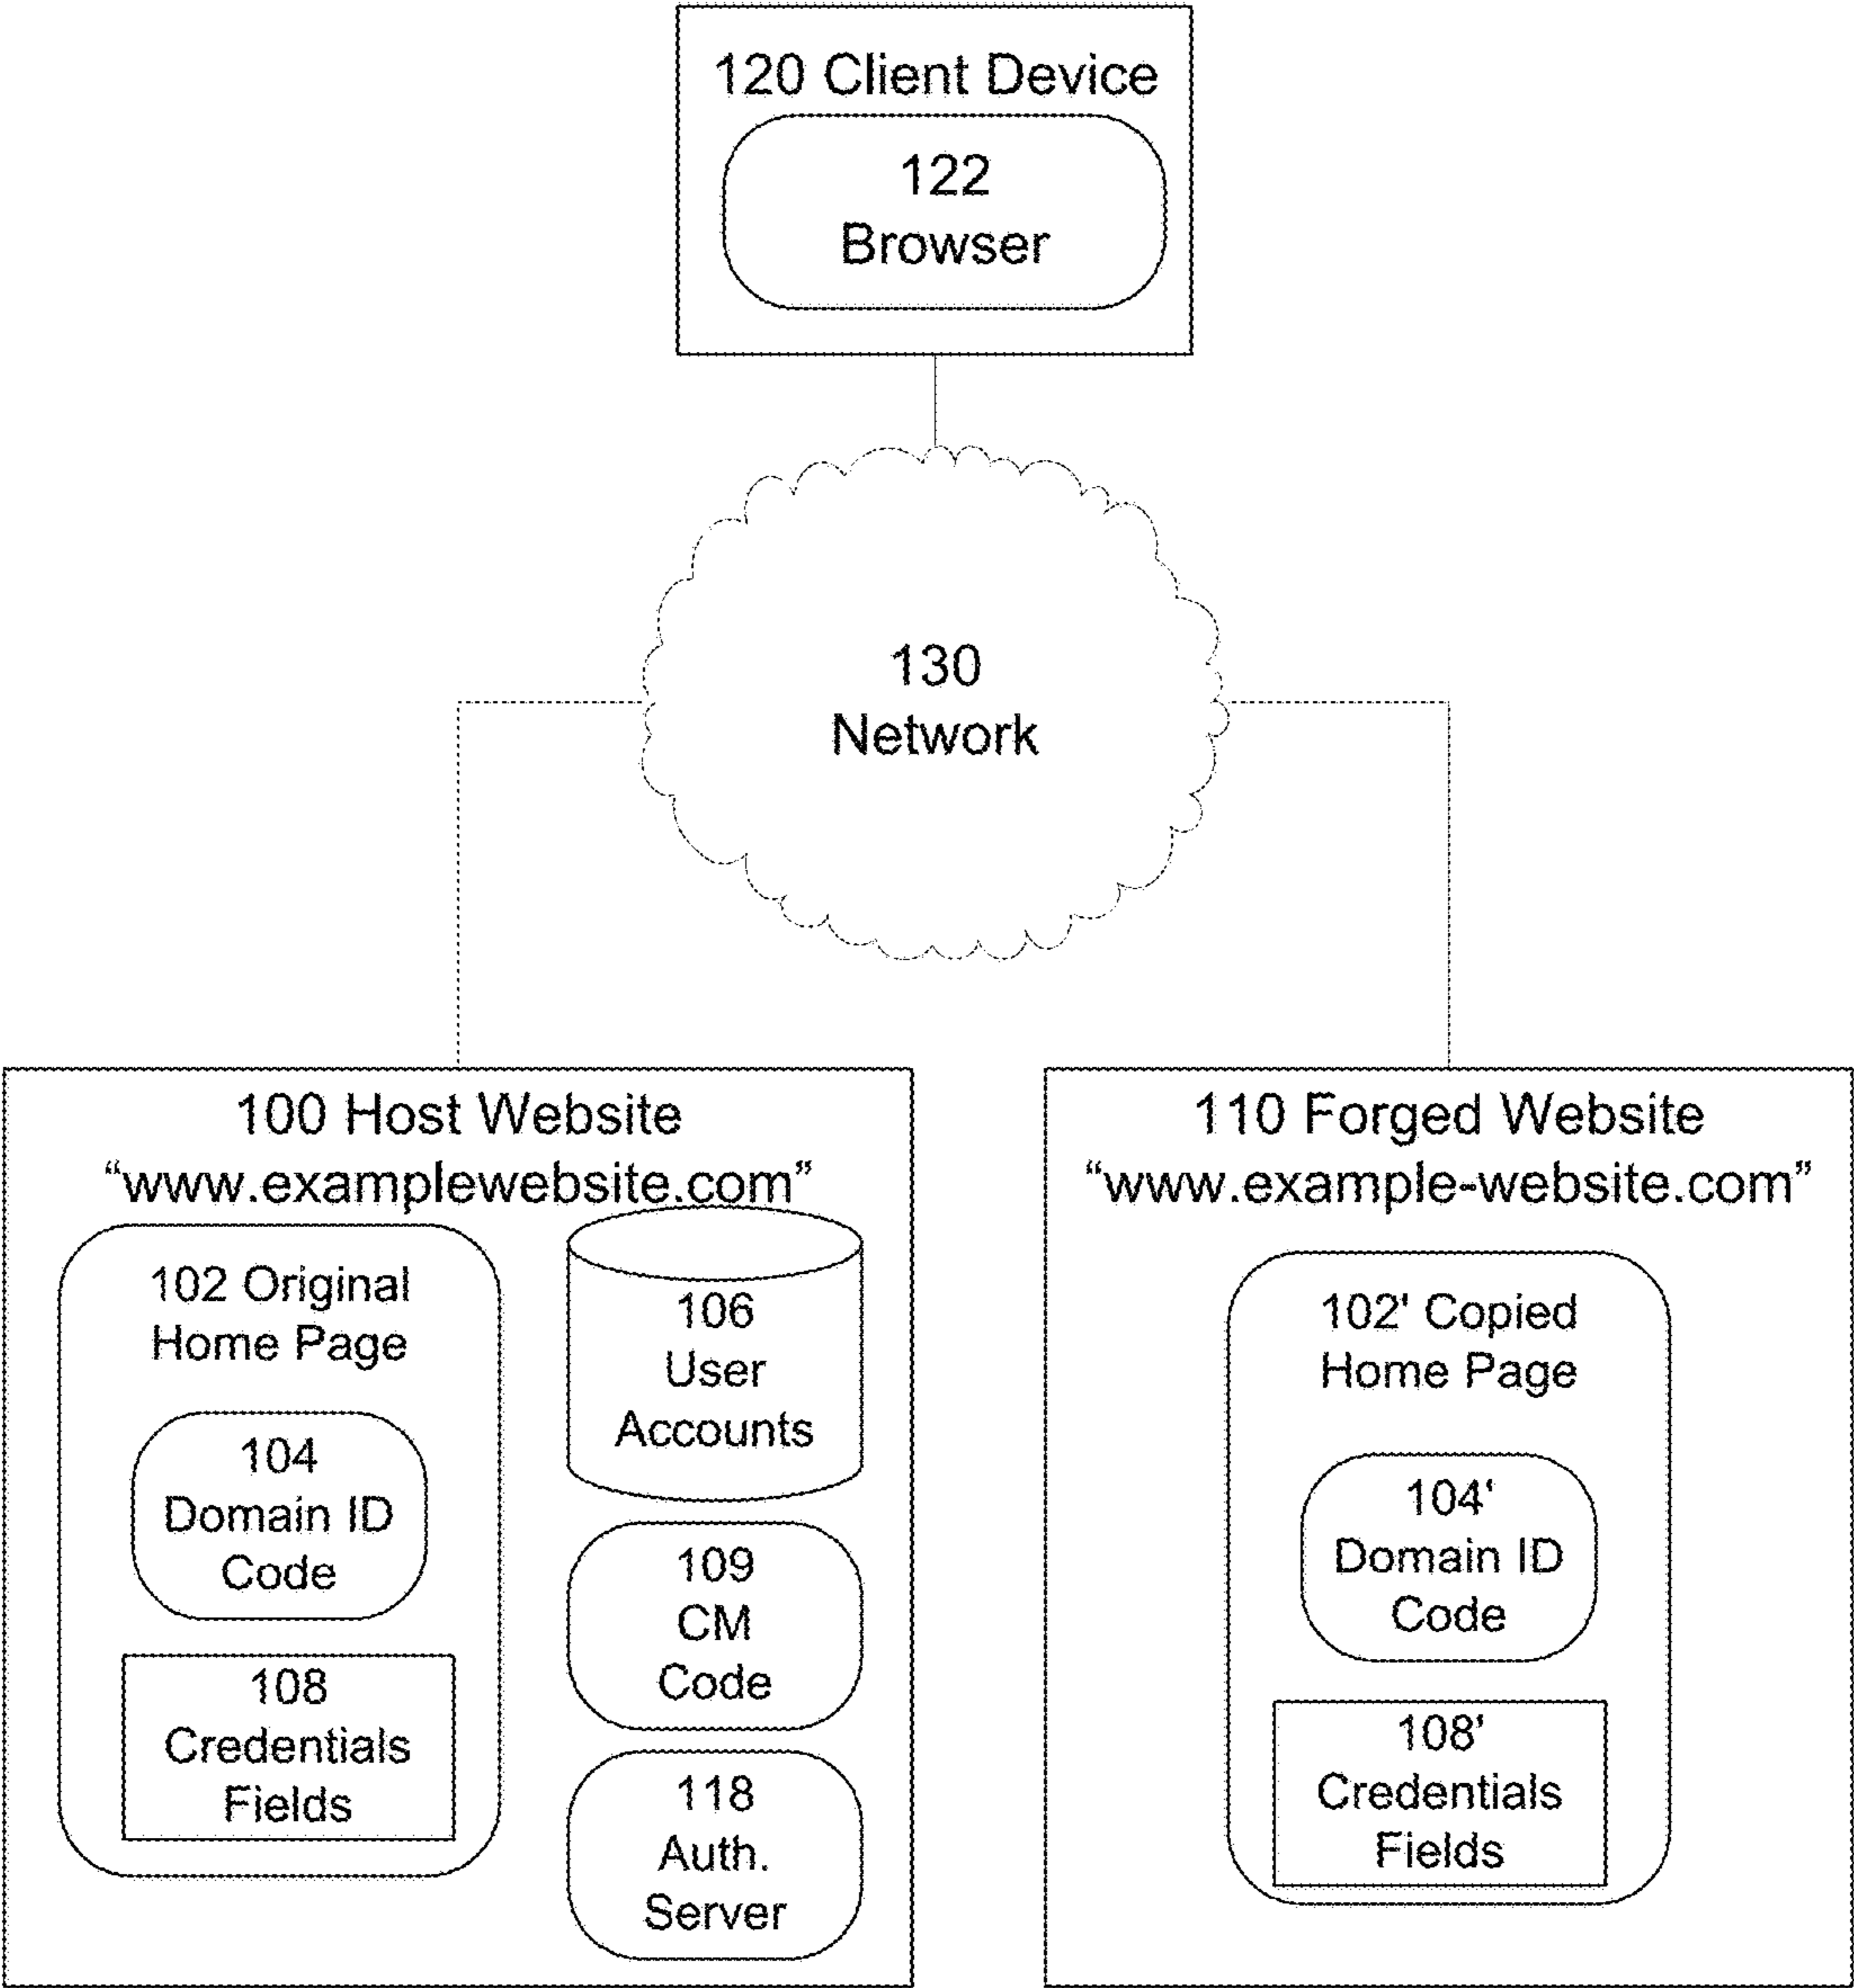 120 Client Device
122
Browser
130
Network
100 Host Website
“www.examplewebsite.com”
102 Original
Home Page
104
Domain ID
Code
108
Credentials
Fields
106
User
Accounts
109
CM
Code
118
Auth.
Server
110 Forged Website
“www.example-website.com”
102' Copied
Home Page
104'
Domain ID
Code
108'
Credentials
Fields